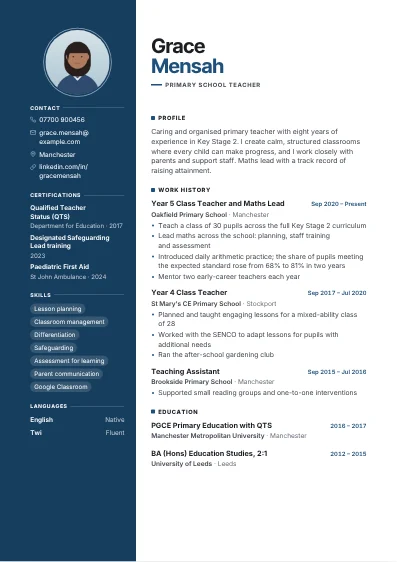 Grace
Mensah
PRIMARY SCHOOL TEACHER
CONTACT
07700 900456
grace.mensah@
example.com
Manchester
linkedin.com/in/
gracemensah
CERTIFICATIONS
Qualified Teacher
Status (QTS)
Department for Education · 2017
Designated Safeguarding
Lead training
2023
Paediatric First Aid
St John Ambulance · 2024
SKILLS
Lesson planning
Classroom management
Differentiation
Safeguarding
Assessment for learning
Parent communication
Google Classroom
LANGUAGES
English Native
Twi Fluent
PROFILE
Caring and organised primary teacher with eight years of
experience in Key Stage 2. I create calm, structured classrooms
where every child can make progress, and I work closely with
parents and support staff. Maths lead with a track record of
raising attainment.
WORK HISTORY
Year 5 Class Teacher and Maths Lead Sep 2020 – Present
Oakfield Primary School · Manchester
• Teach a class of 30 pupils across the full Key Stage 2 curriculum
• Lead maths across the school: planning, staff training
and assessment
• Introduced daily arithmetic practice; the share of pupils meeting
the expected standard rose from 68% to 81% in two years
• Mentor two early-career teachers each year
Year 4 Class Teacher Sep 2017 – Jul 2020
St Mary's CE Primary School · Stockport
• Planned and taught engaging lessons for a mixed-ability class
of 28
• Worked with the SENCO to adapt lessons for pupils with
additional needs
• Ran the after-school gardening club
Teaching Assistant Sep 2015 – Jul 2016
Brookside Primary School · Manchester
• Supported small reading groups and one-to-one interventions
EDUCATION
PGCE Primary Education with QTS 2016 – 2017
Manchester Metropolitan University · Manchester
BA (Hons) Education Studies, 2:1 2012 – 2015
University of Leeds · Leeds